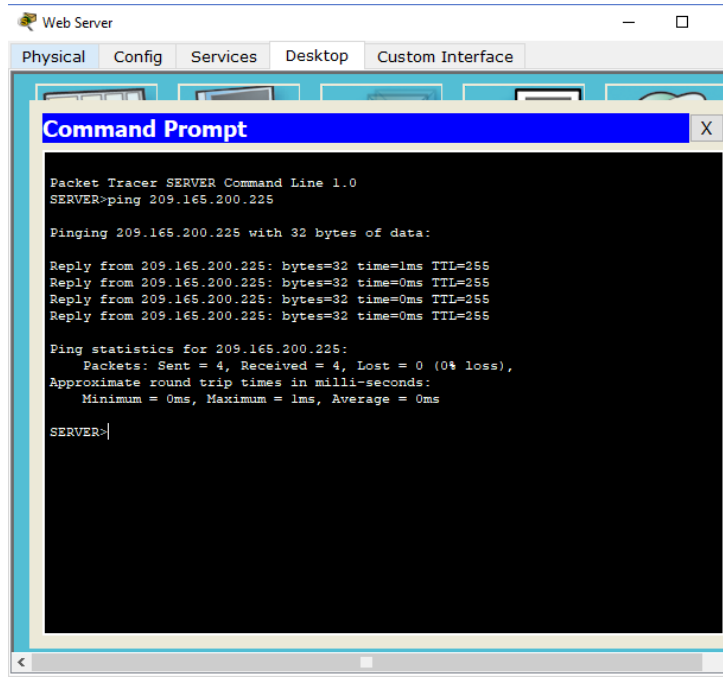 Web Server
Physical Config Services Desktop Custom Interface
Command Prompt X
Packet Tracer SERVER Command Line 1.0
SERVER>ping 209.165.200.225
Pinging 209.165.200.225 with 32 bytes of data:
Reply from 209.165.200.225: bytes=32 time=1ms TTL=255
Reply from 209.165.200.225: bytes=32 time=0ms TTL=255
Reply from 209.165.200.225: bytes=32 time=0ms TTL=255
Reply from 209.165.200.225: bytes=32 time=0ms TTL=255
Ping statistics for 209.165.200.225:
Packets: Sent = 4, Received = 4, Lost = 0 (0% loss),
Approximate round trip times in milli-seconds:
Minimum = 0ms, Maximum = 1ms, Average = 0ms
SERVER>